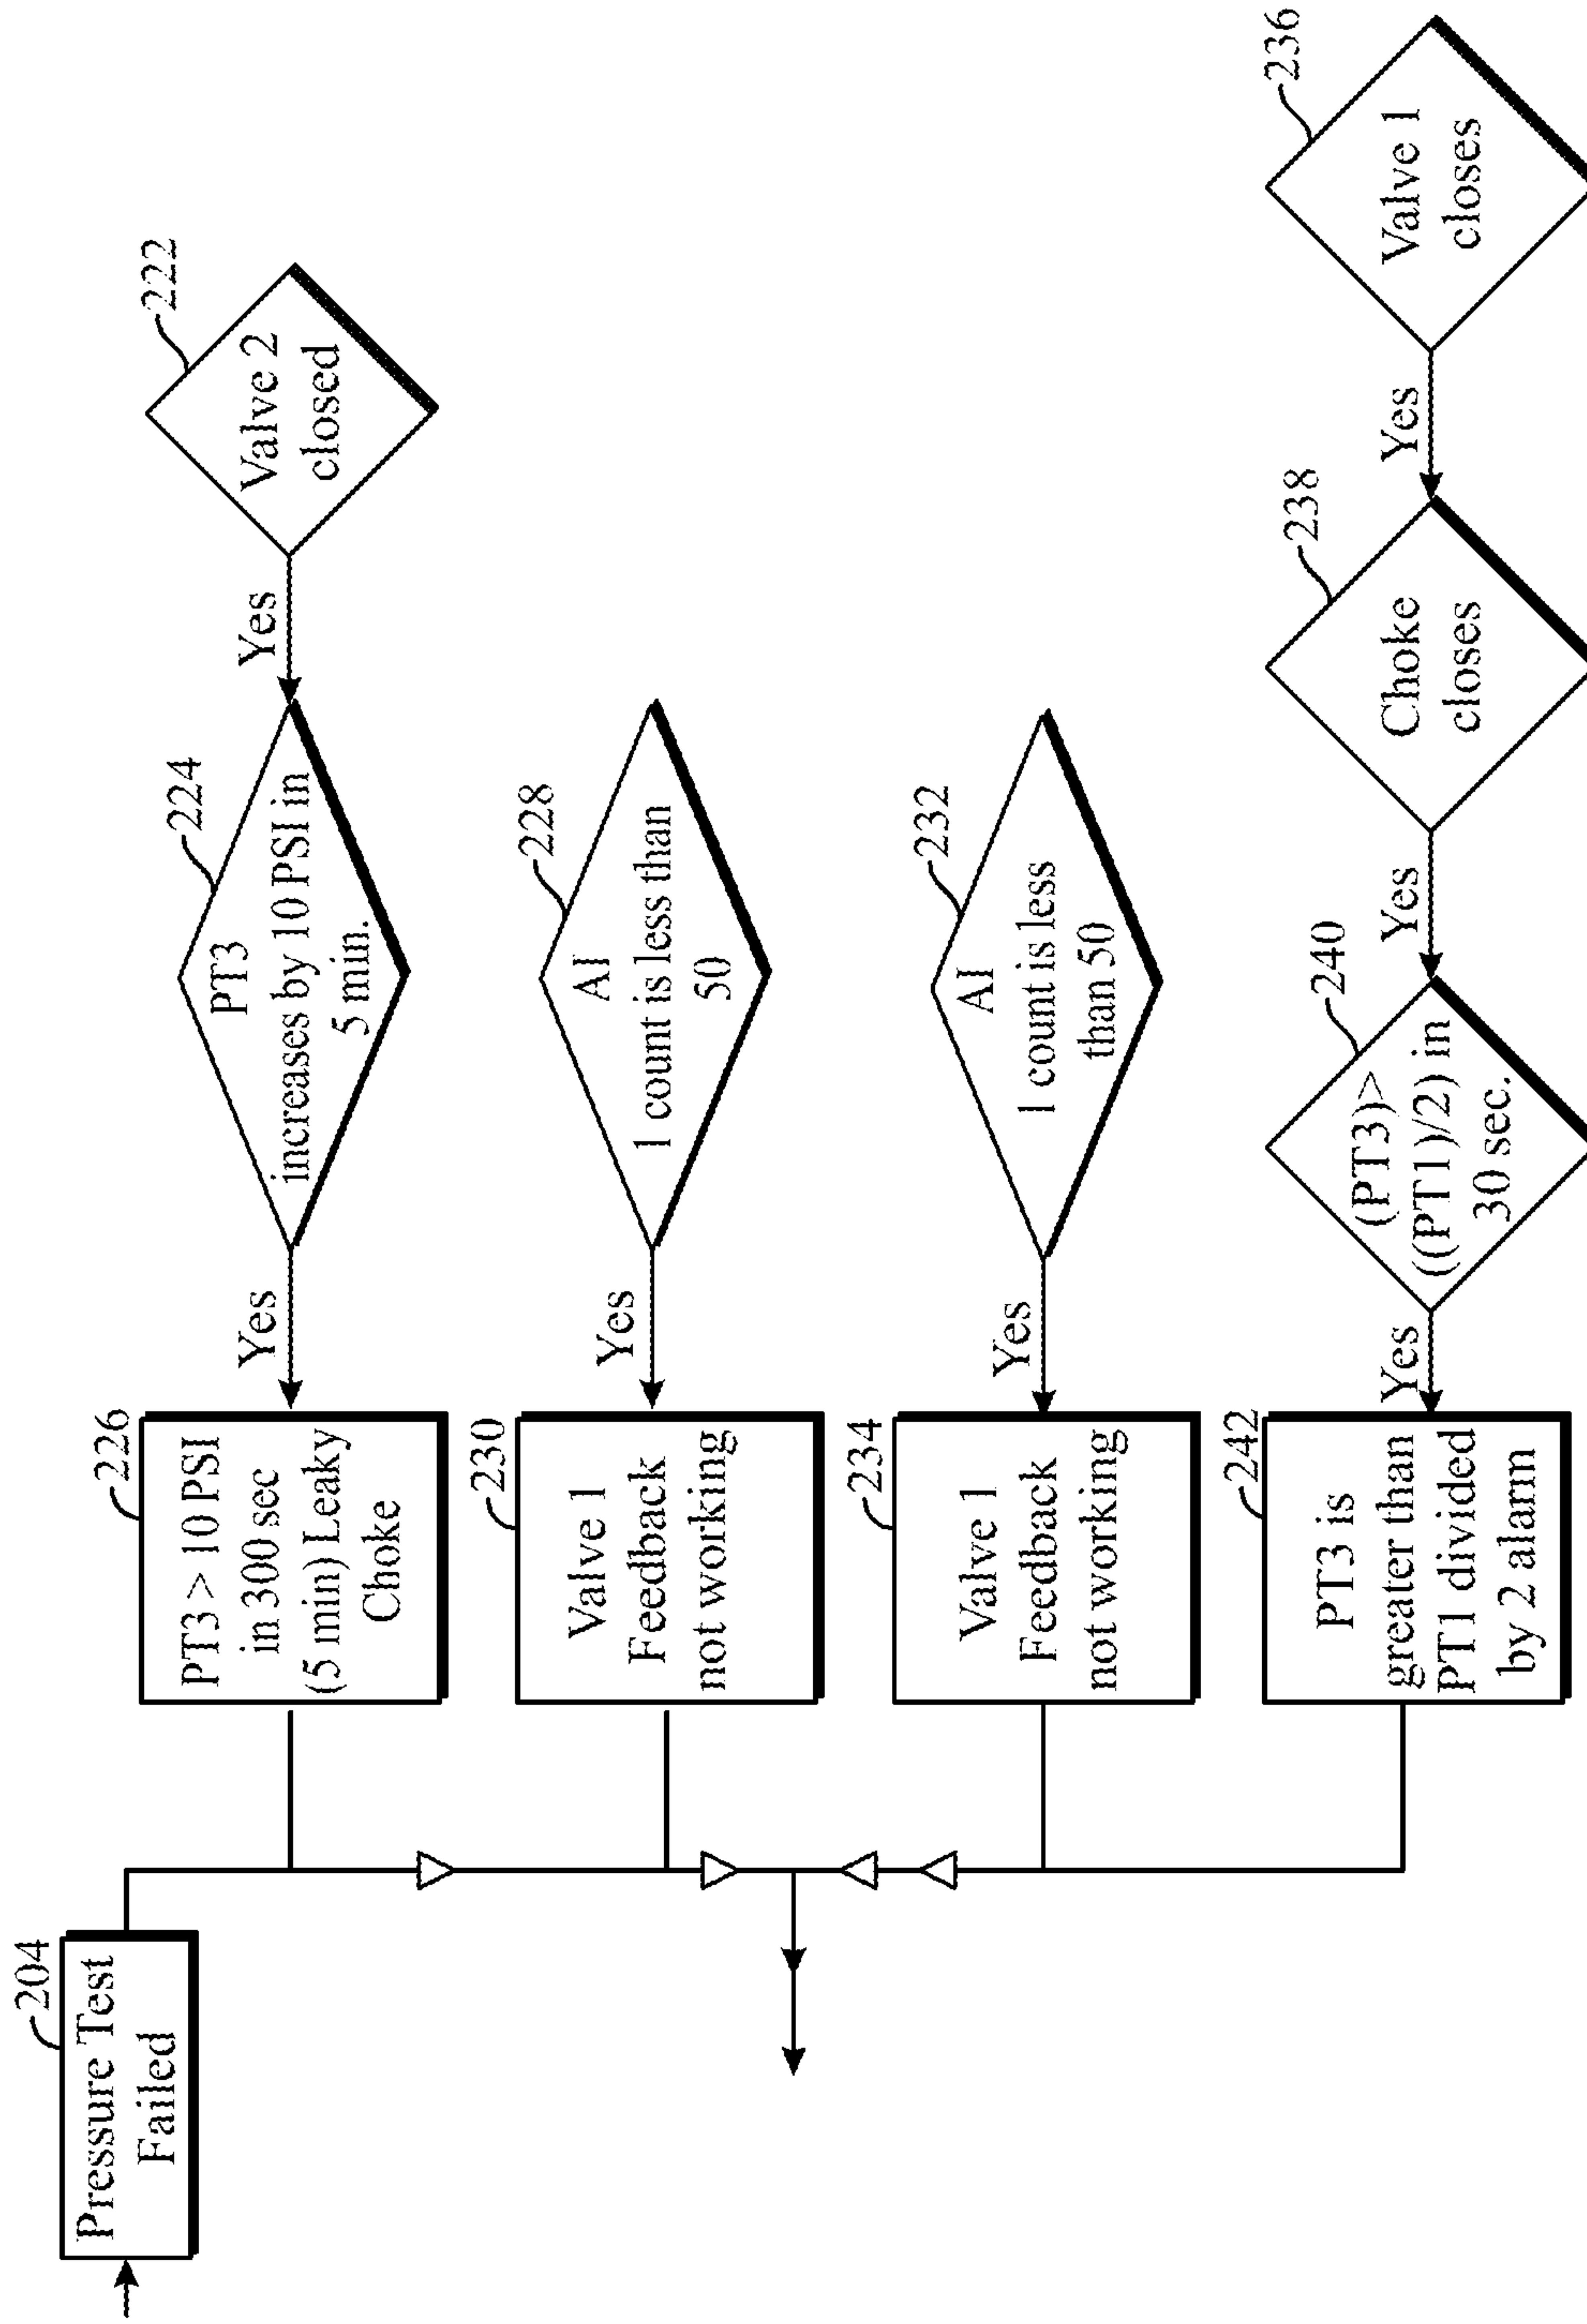 204
Pressure Test
Failed
222
Valve 2
closed
Yes
224
PT3
increases by 10 PSI in
5 min.
Yes
226
PT3 > 10 PSI
in 300 sec
(5 min) Leaky
Choke
228
AI
1 count is less than
50
Yes
230
Valve 1
Feedback
not working
232
AI
1 count is less
than 50
Yes
234
Valve 1
Feedback
not working
236
Valve 1
closes
Yes
238
Choke
closes
Yes
240
(PT3)>
((PT1)/2) in
30 sec.
Yes
242
PT3 is
greater than
PT1 divided
by 2 alarm